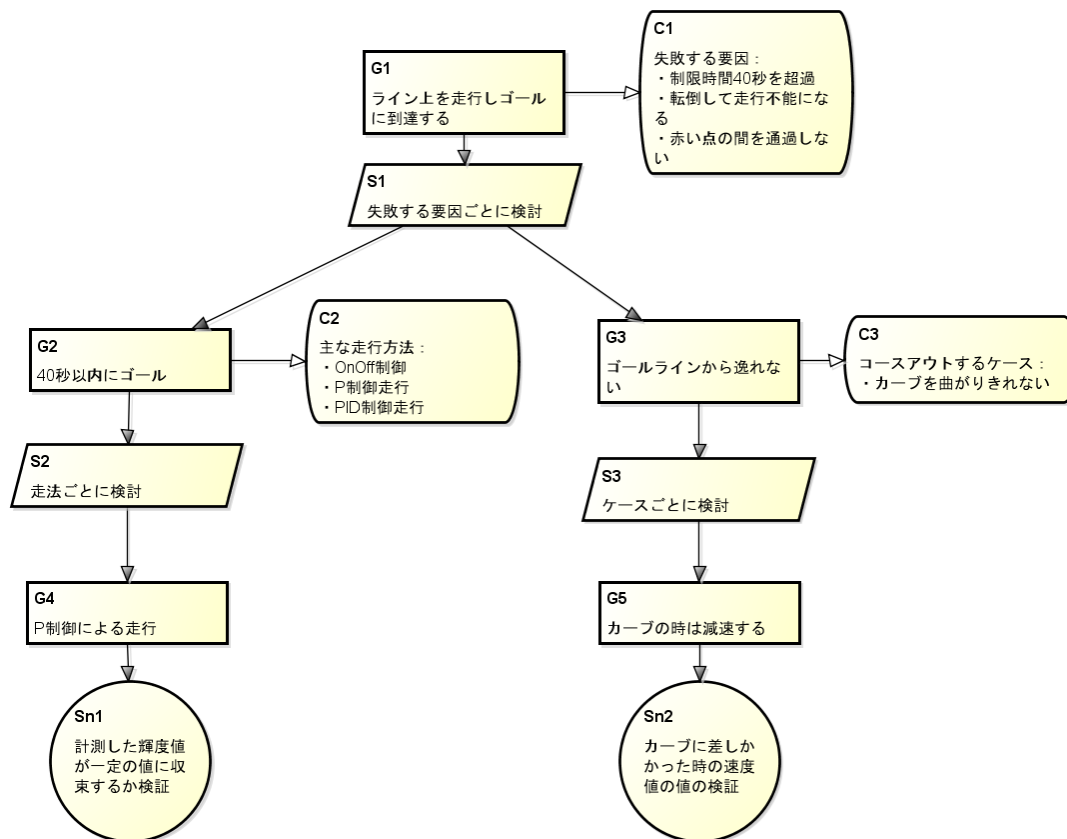 G1
ライン上を走行しゴール
に到達する
C1
失敗する要因：
・制限時間40秒を超過
・転倒して走行不能にな
る
・赤い点の間を通過しな
い
S1
失敗する要因ごとに検討
G2
40秒以内にゴール
C2
主な走行方法：
・OnOff制御
・P制御走行
・PID制御走行
G3
ゴールラインから逸れな
い
C3
コースアウトするケース：
・カーブを曲がりきれない
S2
走法ごとに検討
S3
ケースごとに検討
G4
P制御による走行
G5
カーブの時は減速する
Sn1
計測した輝度値
が一定の値に収
束するか検証
Sn2
カーブに差しか
かった時の速度
値の値の検証